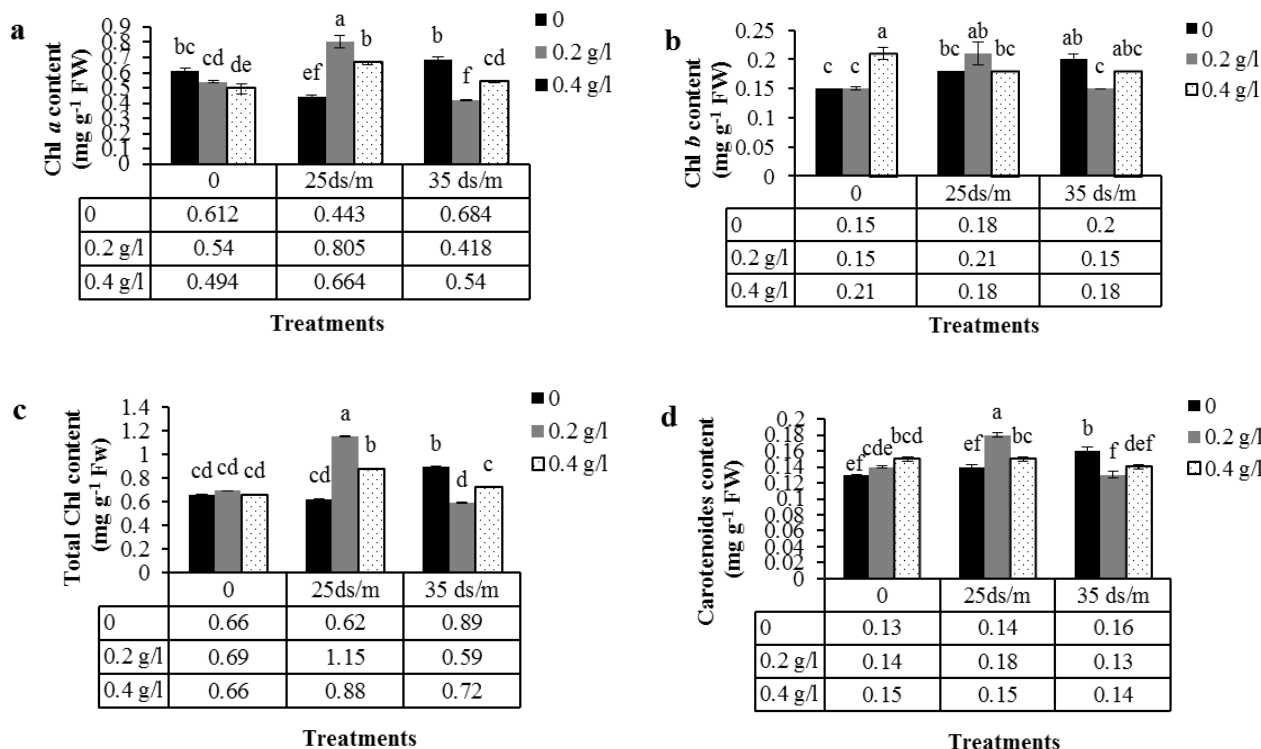 a
Chl a content
(mg g-1 FW)
0.9
0.8
0.7
0.6
0.5
0.4
0.3
0.2
0.1
0
bc cd de
ef a b
b f cd
0
0.2 g/l
0.4 g/l
0 25ds/m 35 ds/m
0 0.612 0.443 0.684
0.2 g/l 0.54 0.805 0.418
0.4 g/l 0.494 0.664 0.54
Treatments
b
Chl b content
(mg g-1 FW)
0.25
0.2
0.15
0.1
0.05
0
c c a
bc ab bc
ab c abc
0
0.2 g/l
0.4 g/l
0 25ds/m 35 ds/m
0 0.15 0.18 0.2
0.2 g/l 0.15 0.21 0.15
0.4 g/l 0.21 0.18 0.18
Treatments
c
Total Chl content
(mg g-1 Fw)
1.4
1.2
1
0.8
0.6
0.4
0.2
0
cd cd cd
cd a b
b d c
0
0.2 g/l
0.4 g/l
0 25ds/m 35 ds/m
0 0.66 0.62 0.89
0.2 g/l 0.69 1.15 0.59
0.4 g/l 0.66 0.88 0.72
Treatments
d
Carotenoides content
(mg g-1 FW)
0.2
0.18
0.16
0.14
0.12
0.1
0.08
0.06
0.04
0.02
0
ef cde bcd
ef a bc
b f def
0
0.2 g/l
0.4 g/l
0 25ds/m 35 ds/m
0 0.13 0.14 0.16
0.2 g/l 0.14 0.18 0.13
0.4 g/l 0.15 0.15 0.14
Treatments